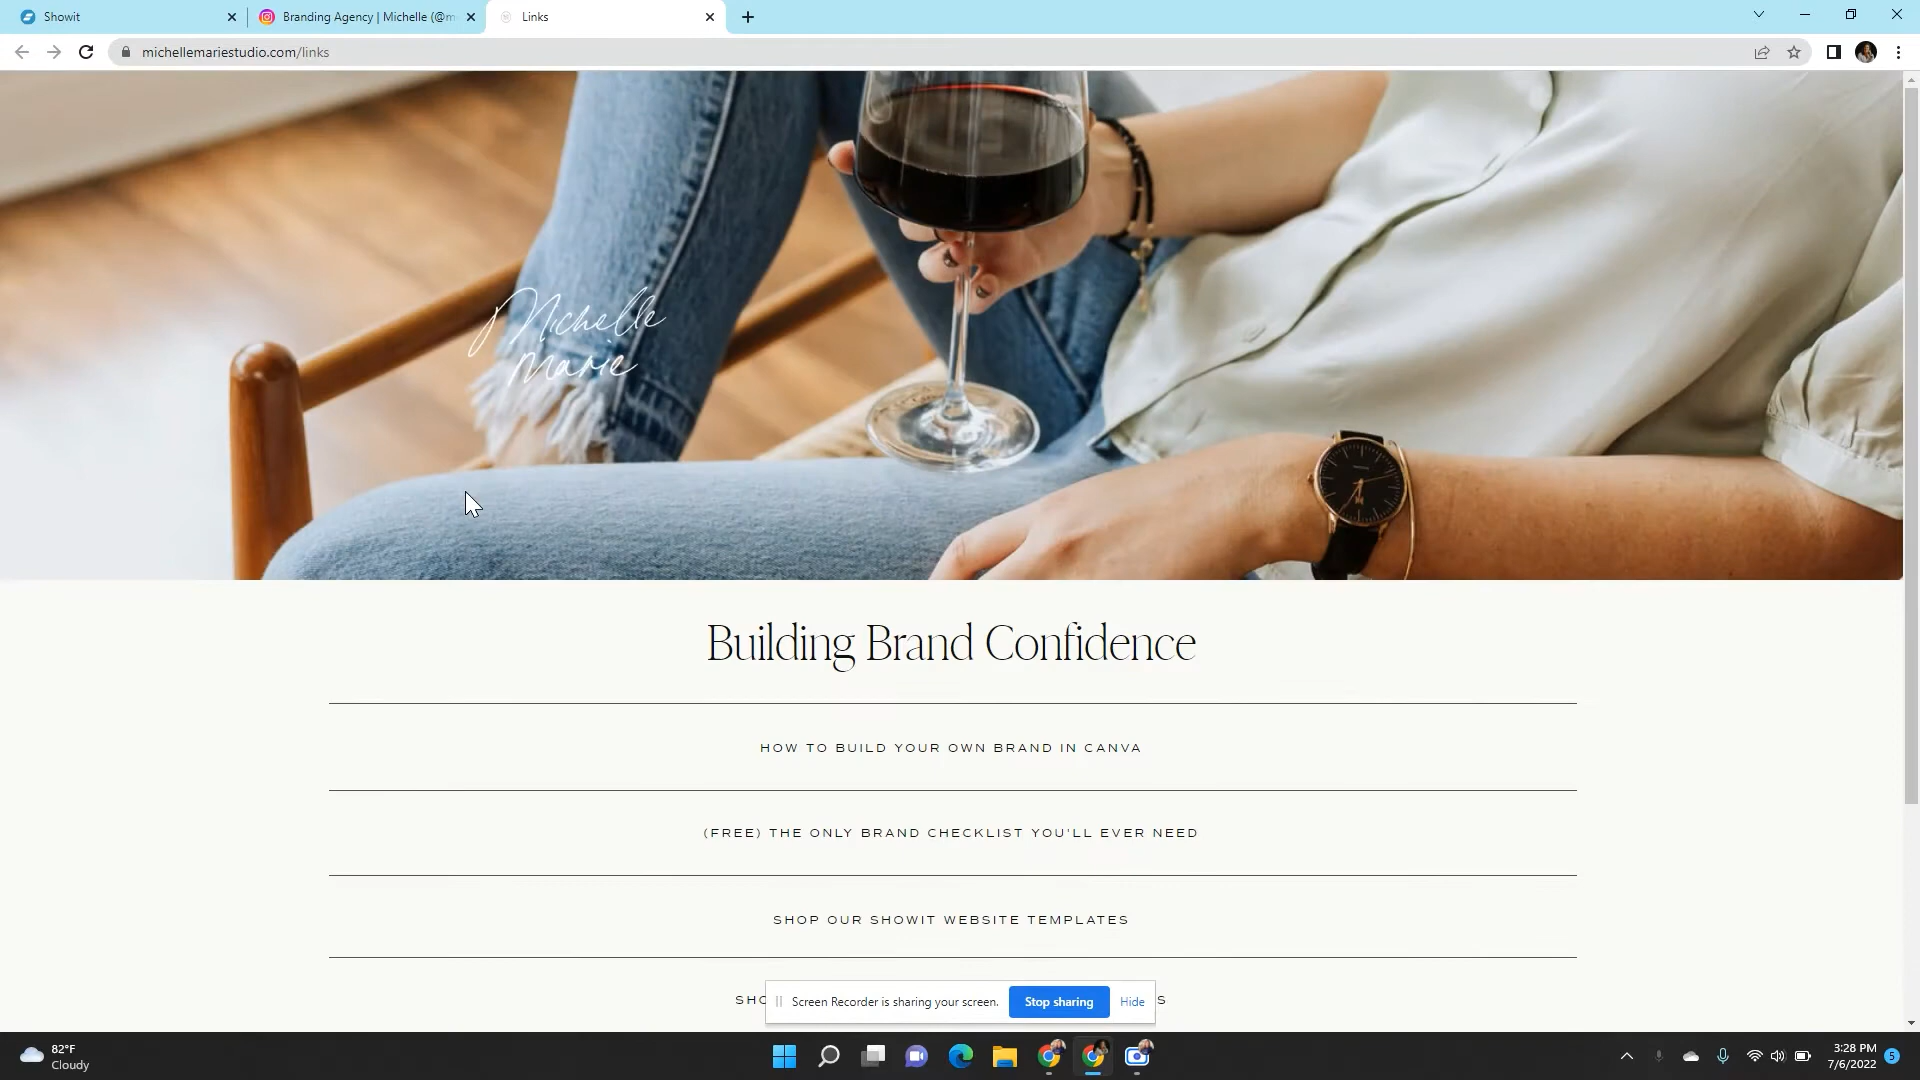 Showit
Branding Agency | Michelle (@m
Links
michellemariestudio.com/links
Michelle
Marie
Building Brand Confidence
HOW TO BUILD YOUR OWN BRAND IN CANVA
(FREE) THE ONLY BRAND CHECKLIST YOU'LL EVER NEED
SHOP OUR SHOWIT WEBSITE TEMPLATES
Screen Recorder is sharing your screen. Stop sharing Hide
82°F
Cloudy
3:28 PM
7/6/2022
5